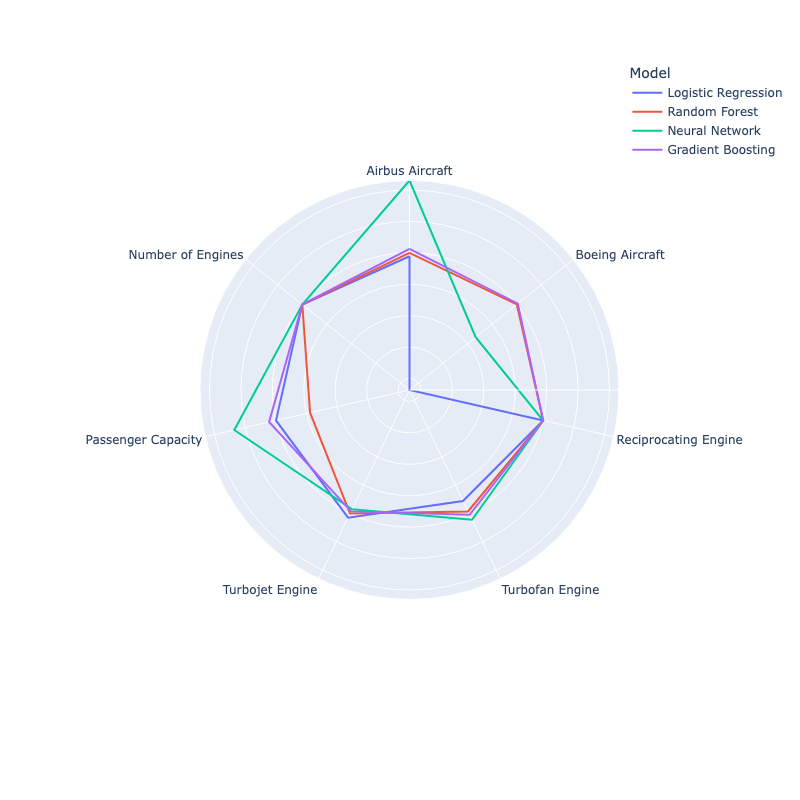 Model
Logistic Regression
Random Forest
Neural Network
Gradient Boosting
Airbus Aircraft
Number of Engines
Boeing Aircraft
Passenger Capacity
Reciprocating Engine
Turbojet Engine
Turbofan Engine